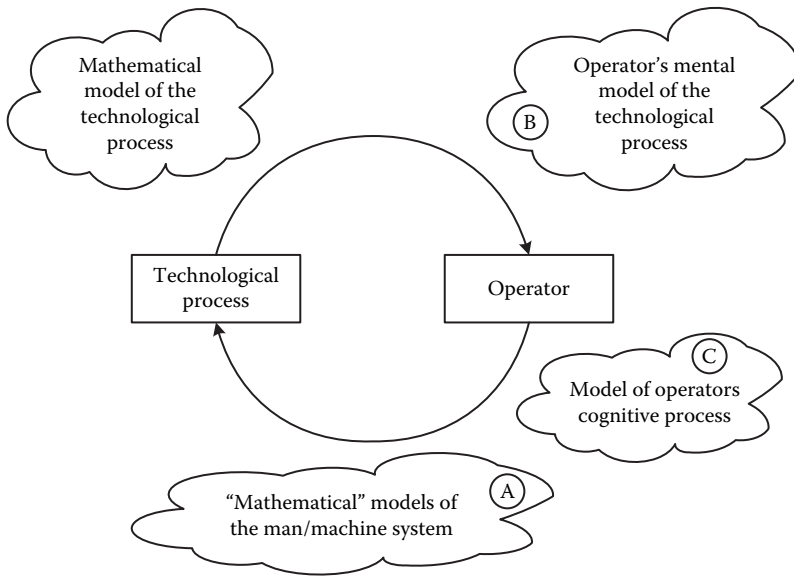 Mathematical
model of the
technological
process
Operator’s mental
model of the
technological
process
B
Technological
process
Operator
C
Model of operators
cognitive process
A
“Mathematical” models of
the man/machine system